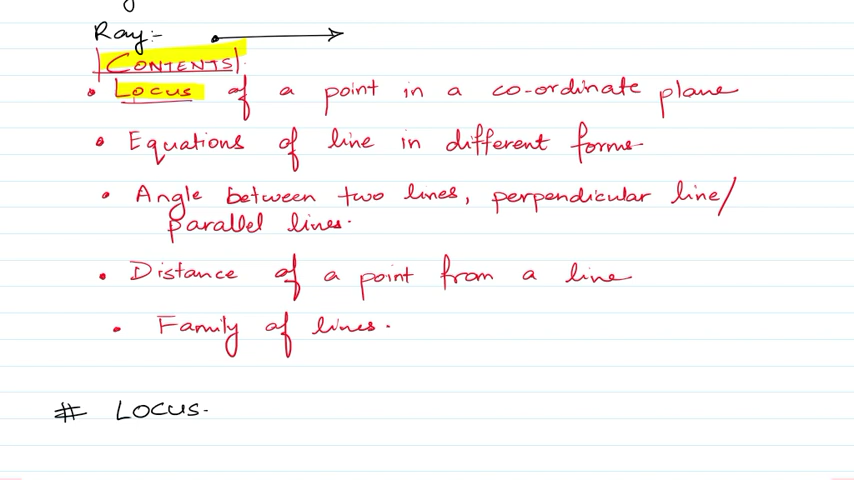 Ray:-
CONTENTS
• Locus of a point in a co-ordinate plane
• Equations of line in different forms
• Angle between two lines, perpendicular line/
parallel lines.
• Distance of a point from a line
• Family of lines.
# LOCUS.